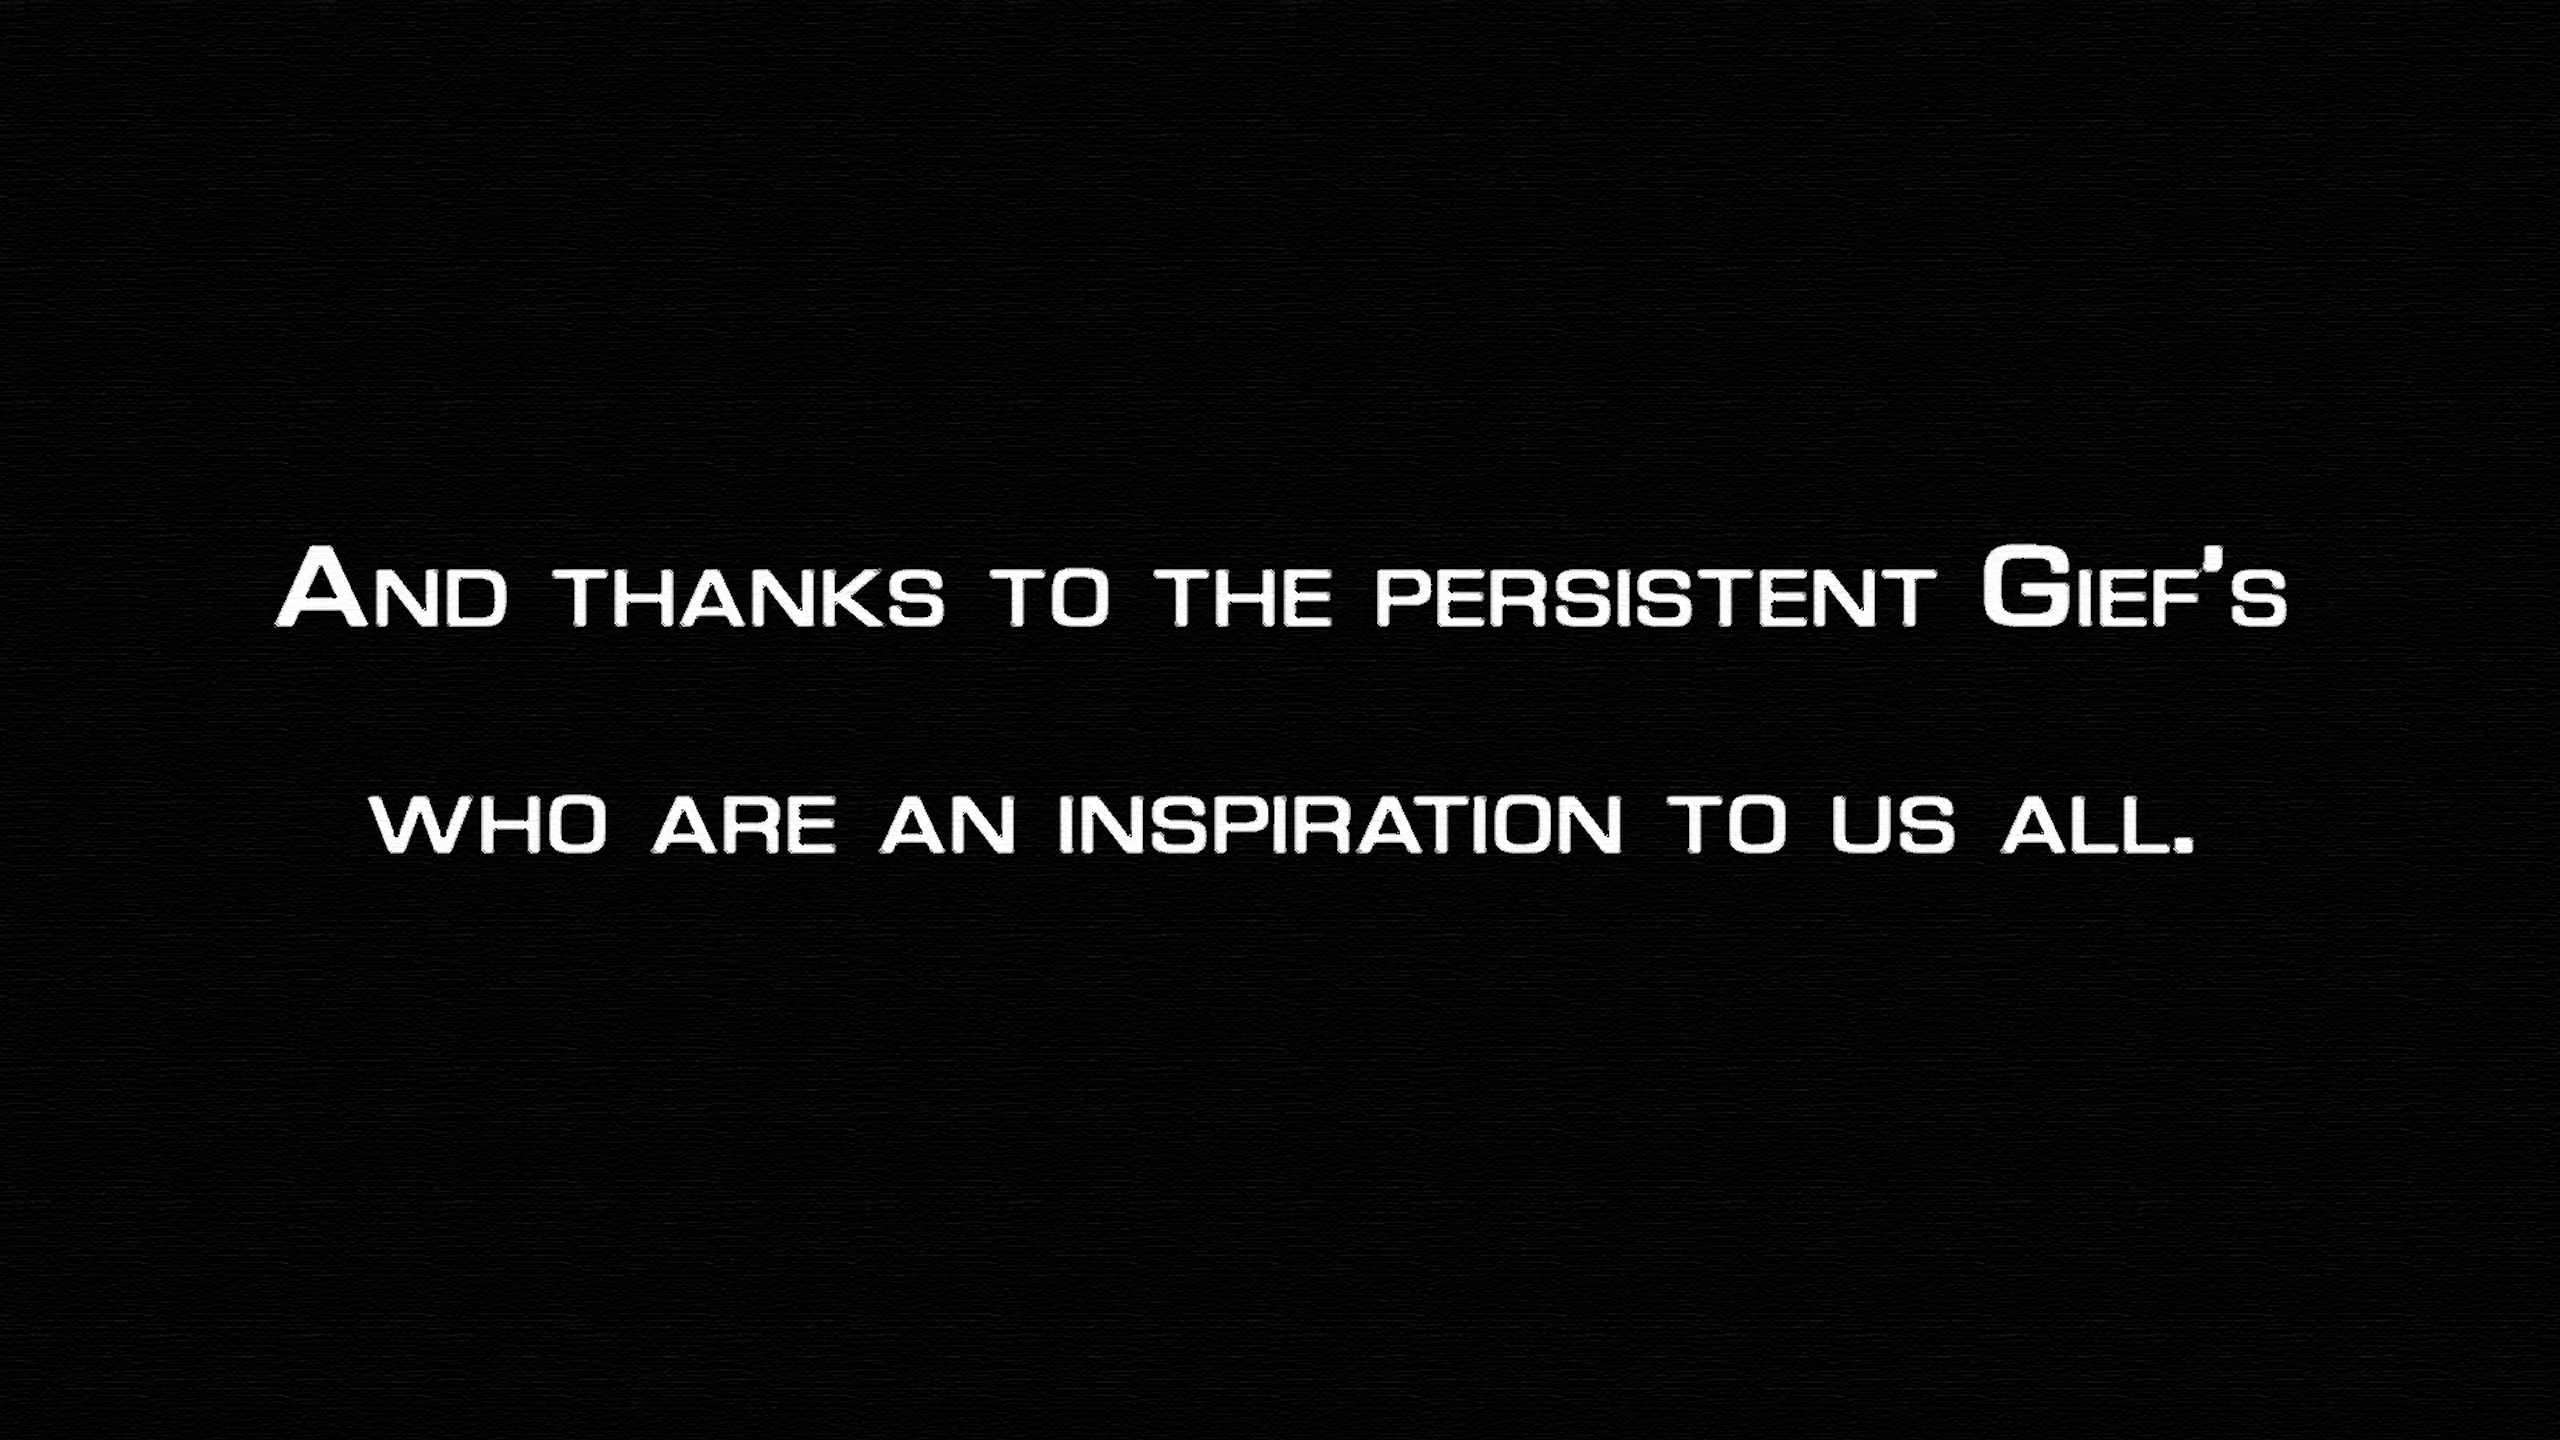 And thanks to the persistent Gief's
who are an inspiration to us all.